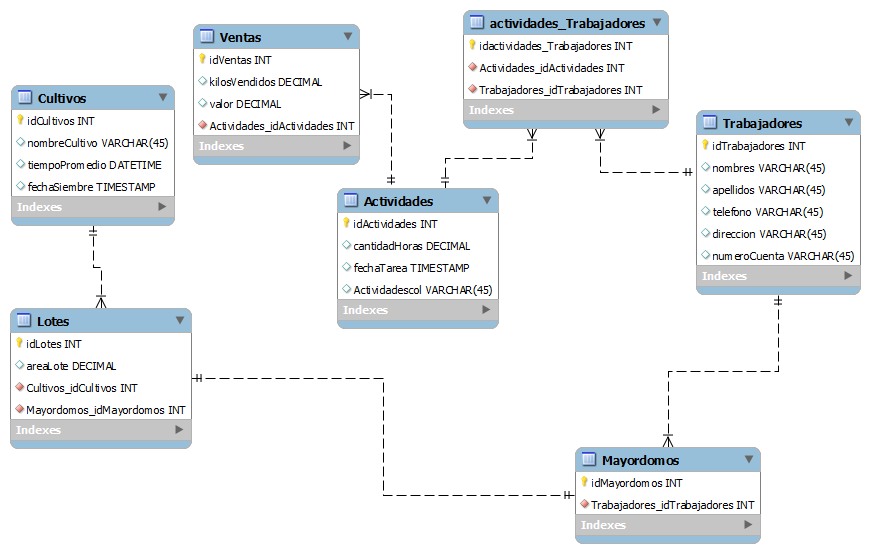 Ventas
idVentas INT
kilosVendidos DECIMAL
valor DECIMAL
Actividades_idActividades INT
Indexes
actividades_Trabajadores
idactividades_Trabajadores INT
Actividades_idActividades INT
Trabajadores_idTrabajadores INT
Indexes
Cultivos
idCultivos INT
nombreCultivo VARCHAR(45)
tiempoPromedio DATETIME
fechaSiembre TIMESTAMP
Indexes
Trabajadores
idTrabajadores INT
nombres VARCHAR(45)
apellidos VARCHAR(45)
telefono VARCHAR(45)
direccion VARCHAR(45)
numeroCuenta VARCHAR(45)
Indexes
Actividades
idActividades INT
cantidadHoras DECIMAL
fechaTarea TIMESTAMP
Actividadescol VARCHAR(45)
Indexes
Lotes
idLotes INT
areaLote DECIMAL
Cultivos_idCultivos INT
Mayordomos_idMayordomos INT
Indexes
Mayordomos
idMayordomos INT
Trabajadores_idTrabajadores INT
Indexes